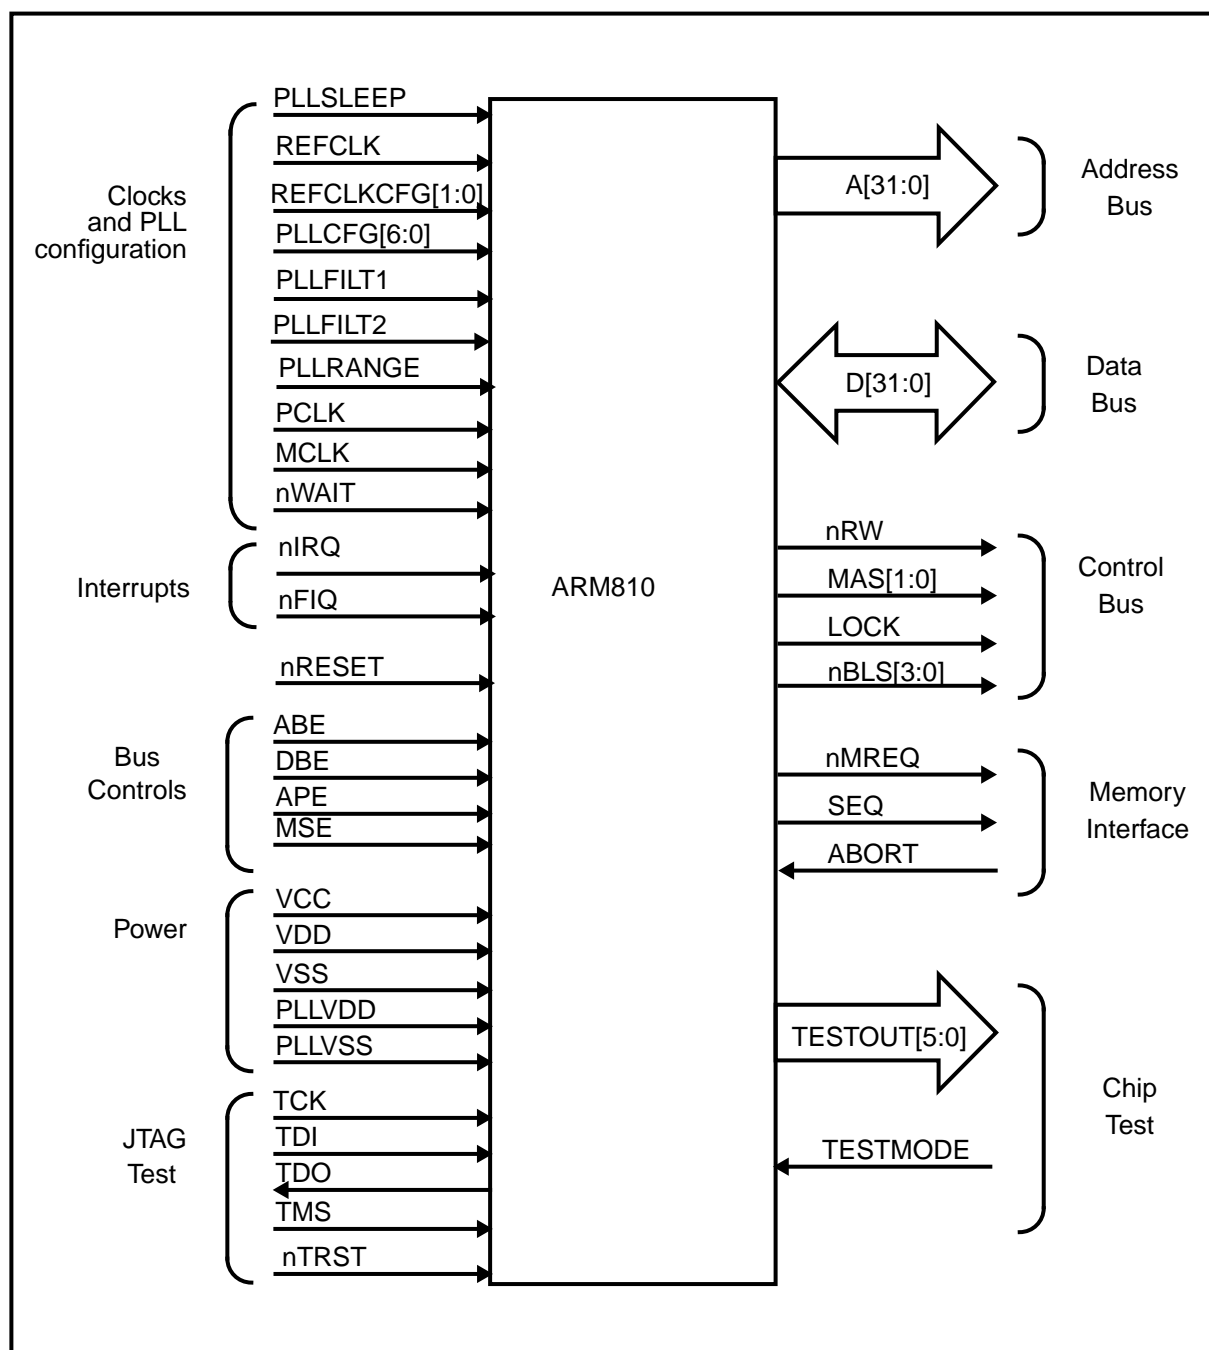 PLLSLEEP
REFCLK
REFCLKCFG[1:0]
PLLCFG[6:0]
PLLFILT1
PLLFILT2
PLLRANGE
PCLK
MCLK
nWAIT
Clocks
and PLL
configuration
nIRQ
nFIQ
Interrupts
nRESET
ABE
DBE
APE
MSE
Bus
Controls
VCC
VDD
VSS
PLLVDD
PLLVSS
Power
TCK
TDI
TDO
TMS
nTRST
JTAG
Test
ARM810
A[31:0]
Address
Bus
D[31:0]
Data
Bus
nRW
MAS[1:0]
LOCK
nBLS[3:0]
Control
Bus
nMREQ
SEQ
ABORT
Memory
Interface
TESTOUT[5:0]
TESTMODE
Chip
Test